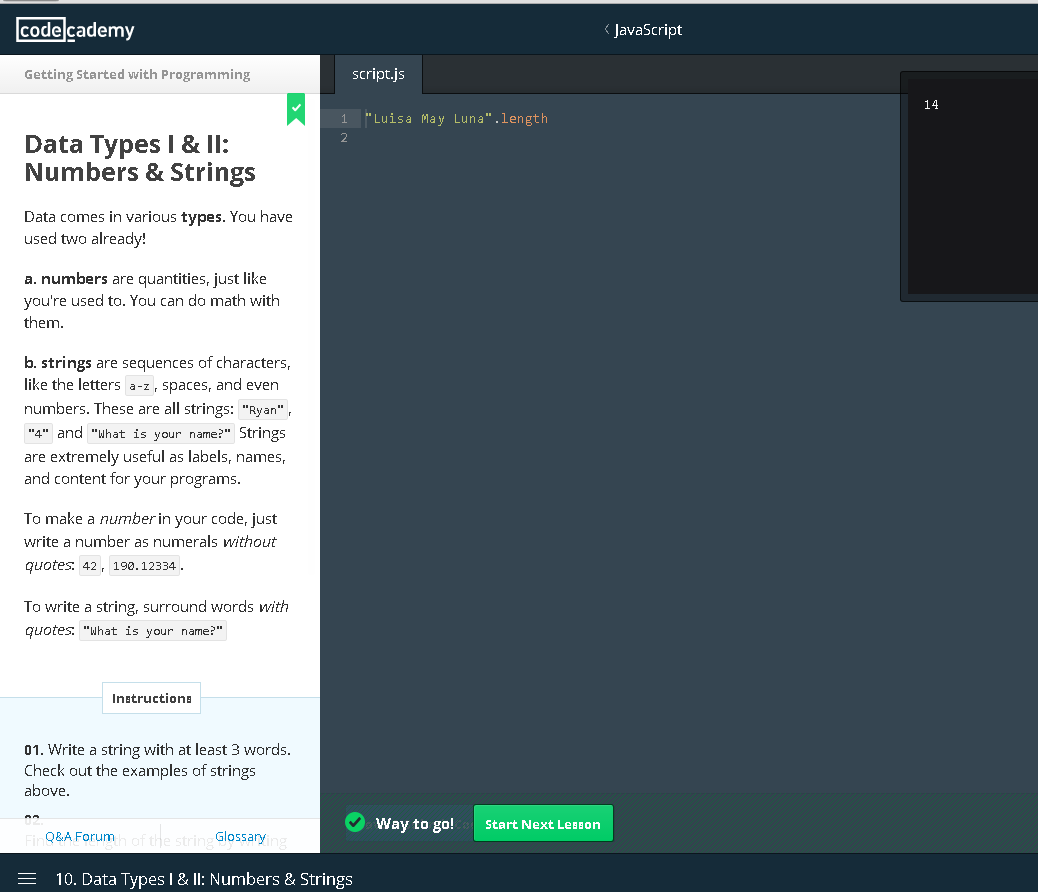 codecademy
JavaScript
Getting Started with Programming
script.js
14
1 "Luisa May Luna".length
2
Data Types I & II:
Numbers & Strings
Data comes in various types. You have
used two already!
a. numbers are quantities, just like
you're used to. You can do math with
them.
b. strings are sequences of characters,
like the letters a-z, spaces, and even
numbers. These are all strings: "Ryan",
"4" and "What is your name?" Strings
are extremely useful as labels, names,
and content for your programs.
To make a number in your code, just
write a number as numerals without
quotes: 42, 190.12334.
To write a string, surround words with
quotes: "What is your name?"
Instructions
01. Write a string with at least 3 words.
Check out the examples of strings
above.
02.
Q&A Forum Glossary
Way to go! Start Next Lesson
10. Data Types I & II: Numbers & Strings